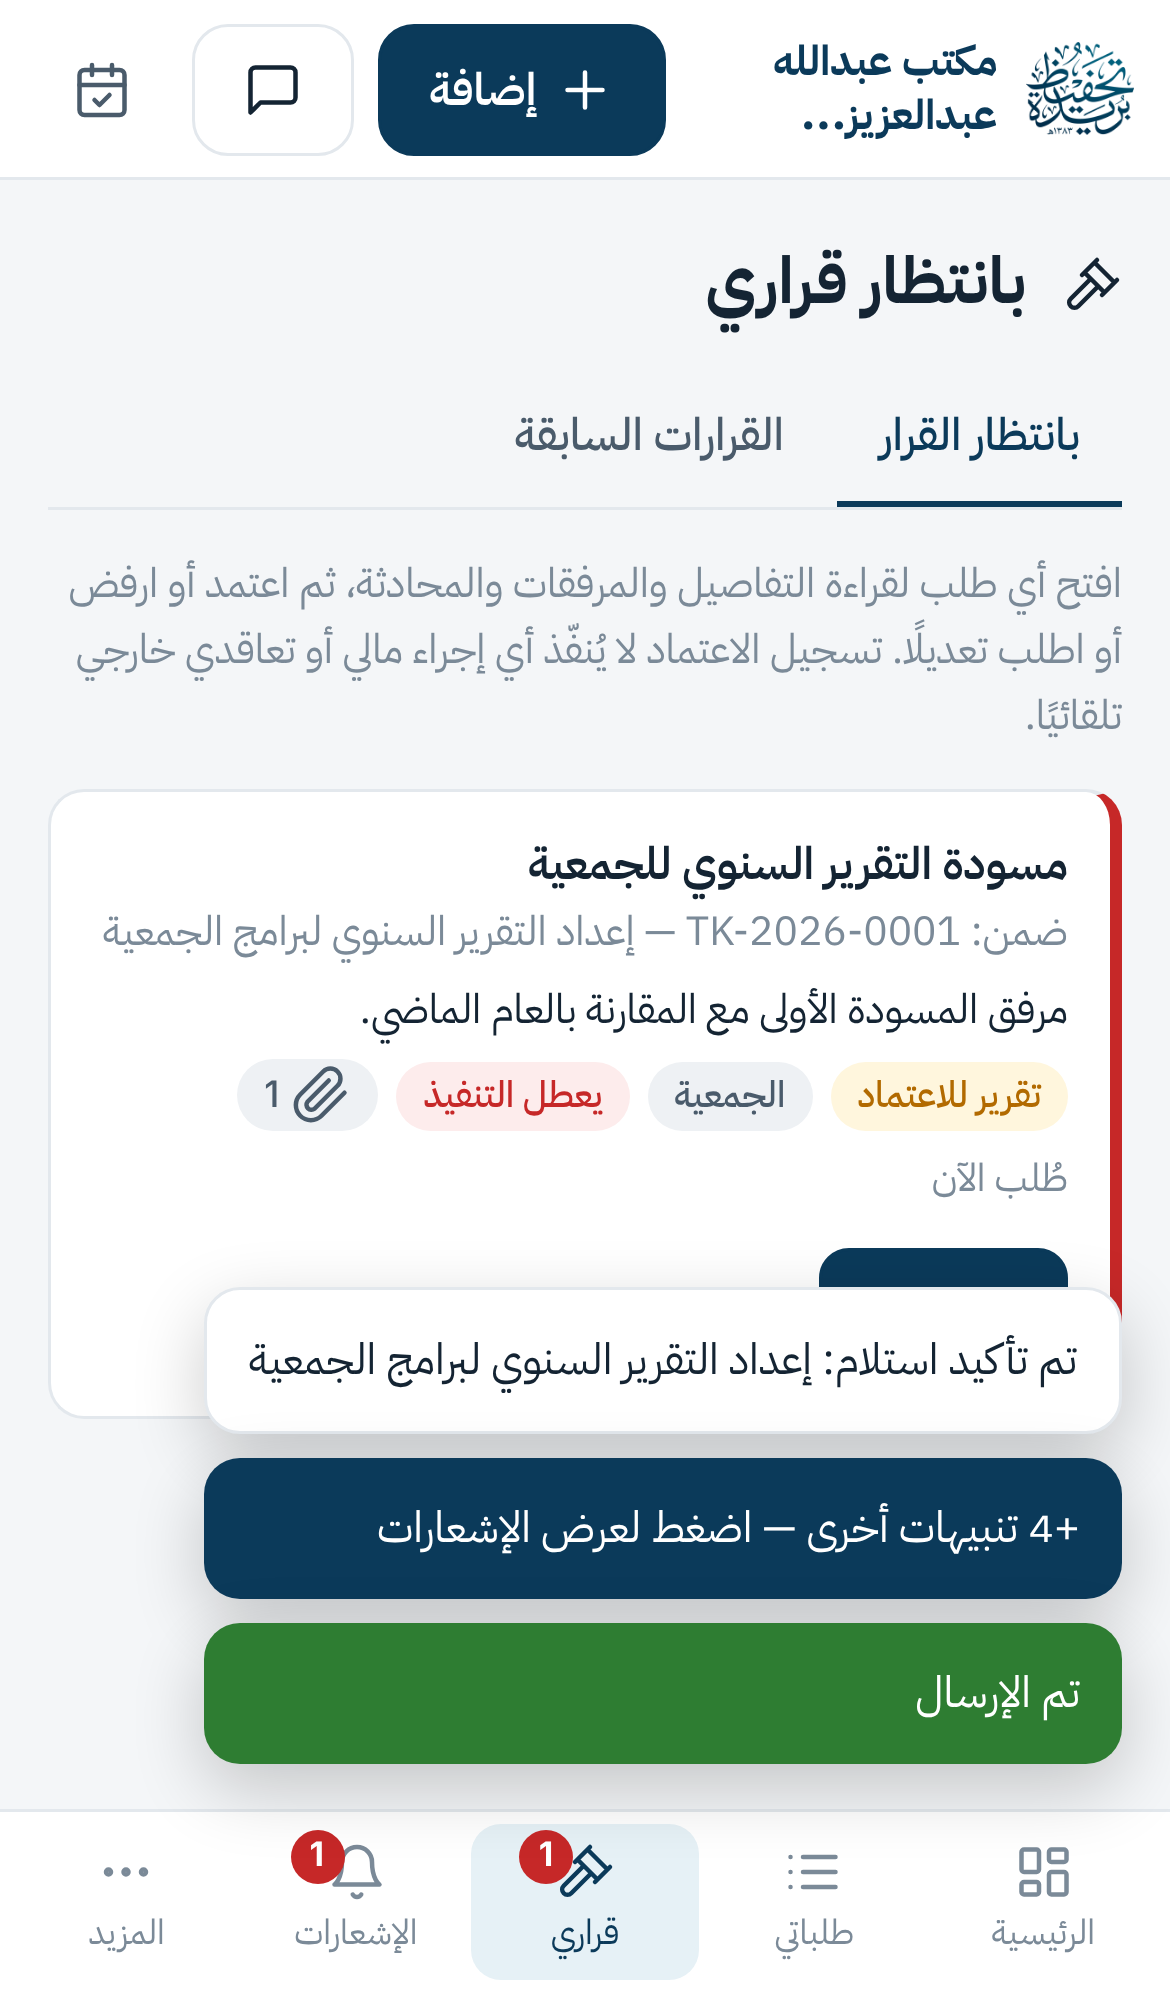 تحفيظ
بريدة
١٣٨٣هـ
مكتب عبدالله
عبدالعزيز...
إضافة
بانتظار قراري
بانتظار القرار
القرارات السابقة
افتح أي طلب لقراءة التفاصيل والمرفقات والمحادثة، ثم اعتمد أو ارفض
أو اطلب تعديلًا. تسجيل الاعتماد لا يُنفّذ أي إجراء مالي أو تعاقدي خارجي
تلقائيًا.
مسودة التقرير السنوي للجمعية
ضمن: TK-2026-0001 — إعداد التقرير السنوي لبرامج الجمعية
مرفق المسودة الأولى مع المقارنة بالعام الماضي.
تقرير للاعتماد
الجمعية
يعطل التنفيذ
1
طُلب الآن
تم تأكيد استلام: إعداد التقرير السنوي لبرامج الجمعية
+4 تنبيهات أخرى — اضغط لعرض الإشعارات
تم الإرسال
الرئيسية
طلباتي
1
قراري
1
الإشعارات
المزيد